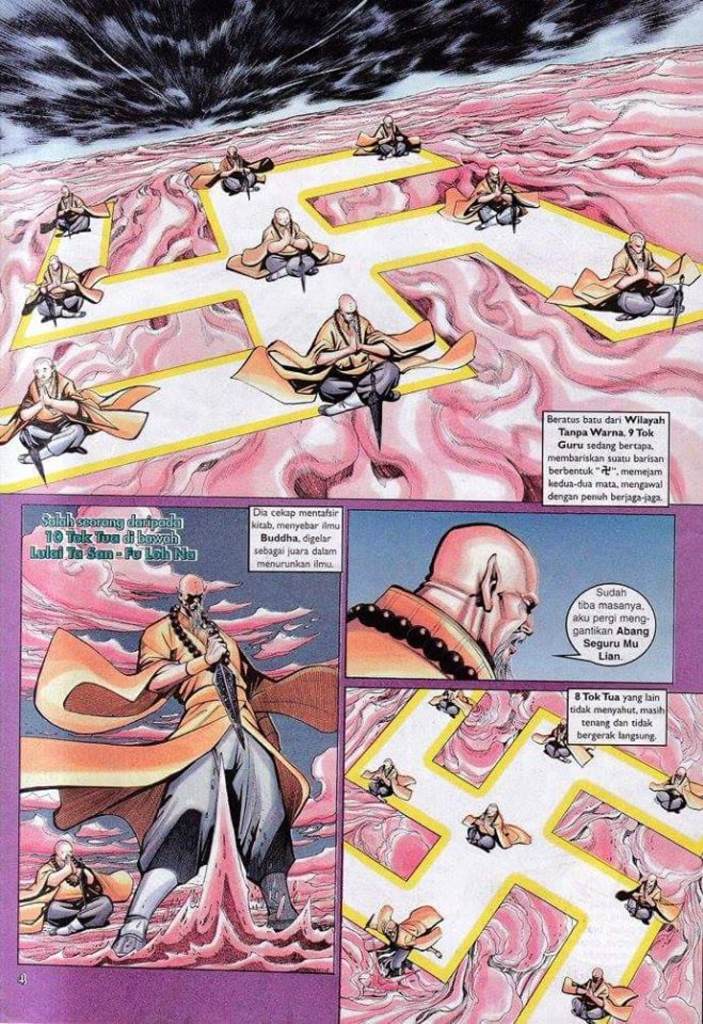 Beratus batu dari Wilayah
Tanpa Warna, 9 Tok
Guru sedang bertapa,
membariskan suatu barisan
berbentuk "卍", memejam
kedua-dua mata, mengawal
dengan penuh berjaga-jaga.
Salah seorang daripada
10 Tok Tua di bawah
Lulai Ta San - Fu Loh Na
Dia cekap mentafsir
kitab, menyebar ilmu
Buddha, digelar
sebagai juara dalam
menurunkan ilmu.
Sudah
tiba masanya,
aku pergi meng-
gantikan Abang
Seguru Mu
Lian.
8 Tok Tua yang lain
tidak menyahut, masih
tenang dan tidak
bergerak langsung.
4